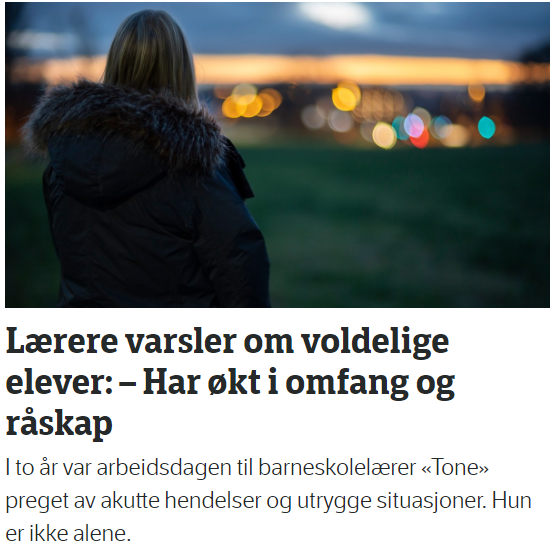 Lærere varsler om voldelige
elever: – Har økt i omfang og
råskap
I to år var arbeidsdagen til barneskolelærer «Tone»
preget av akutte hendelser og utrygge situasjoner. Hun
er ikke alene.